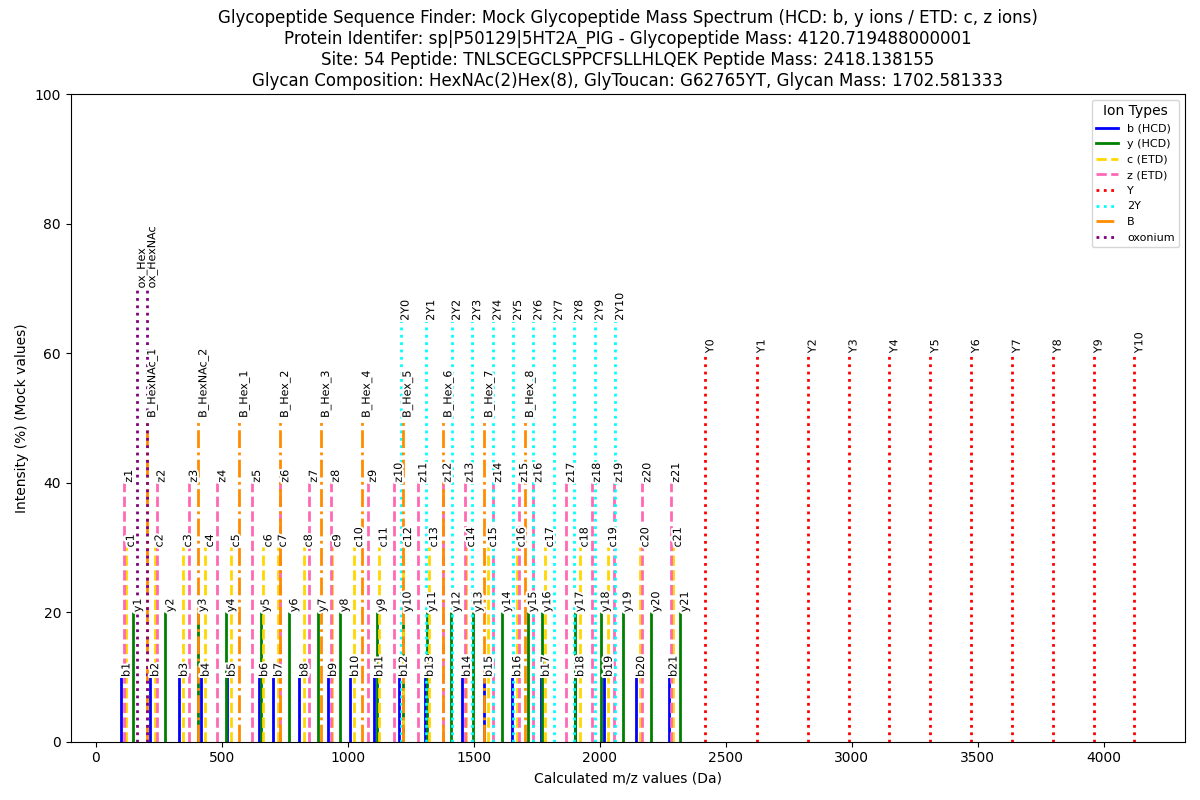 Glycopeptide Sequence Finder: Mock Glycopeptide Mass Spectrum (HCD: b, y ions / ETD: c, z ions)
Protein Identifer: sp|P50129|5HT2A_PIG - Glycopeptide Mass: 4120.719488000001
Site: 54 Peptide: TNLSCEGCLSPPCFSLLHLQEK Peptide Mass: 2418.138155
Glycan Composition: HexNAc(2)Hex(8), GlyToucan: G62765YT, Glycan Mass: 1702.581333
Intensity (%) (Mock values)
100
80
60
40
20
0
Ion Types
b (HCD)
y (HCD)
c (ETD)
z (ETD)
Y
2Y
B
oxonium
ox_Hex
ox_HexNAc
2Y0
2Y1
2Y2
2Y3
2Y4
2Y5
2Y6
2Y7
2Y8
2Y9
2Y10
Y0
Y1
Y2
Y3
Y4
Y5
Y6
Y7
Y8
Y9
Y10
B_HexNAc_1
B_HexNAc_2
B_Hex_1
B_Hex_2
B_Hex_3
B_Hex_4
B_Hex_5
B_Hex_6
B_Hex_7
B_Hex_8
z1
z2
z3
z4
z5
z6
z7
z8
z9
z10
z11
z12
z13
z14
z15
z16
z17
z18
z19
z20
z21
c1
c2
c3
c4
c5
c6
c7
c8
c9
c10
c11
c12
c13
c14
c15
c16
c17
c18
c19
c20
c21
y1
y2
y3
y4
y5
y6
y7
y8
y9
y10
y11
y12
y13
y14
y15
y16
y17
y18
y19
y20
y21
b1
b2
b3
b4
b5
b6
b7
b8
b9
b10
b11
b12
b13
b14
b15
b16
b17
b18
b19
b20
b21
0
500
1000
1500
2000
2500
3000
3500
4000
Calculated m/z values (Da)